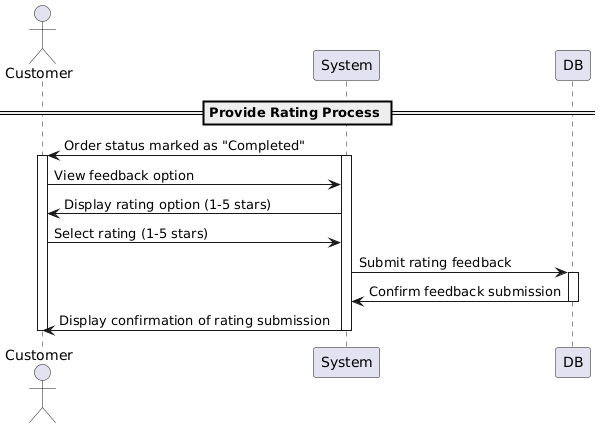 Customer
System
DB
Provide Rating Process
Order status marked as "Completed"
View feedback option
Display rating option (1-5 stars)
Select rating (1-5 stars)
Submit rating feedback
Confirm feedback submission
Display confirmation of rating submission
Customer
System
DB